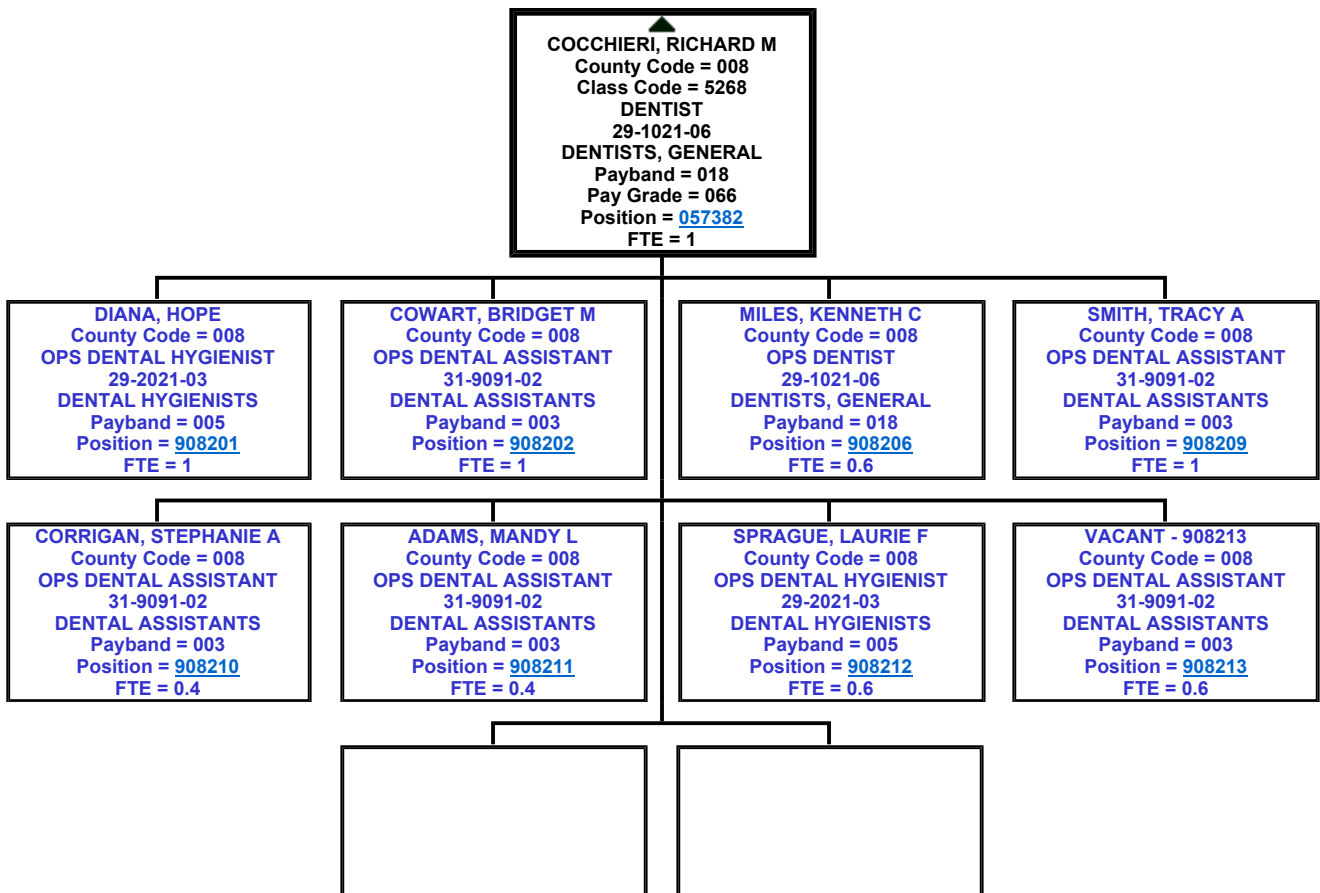 COCCHIERI, RICHARD M
County Code = 008
Class Code = 5268
DENTIST
29-1021-06
DENTISTS, GENERAL
Payband = 018
Pay Grade = 066
Position = 057382
FTE = 1
DIANA, HOPE
County Code = 008
OPS DENTAL HYGIENIST
29-2021-03
DENTAL HYGIENISTS
Payband = 005
Position = 908201
FTE = 1
COWART, BRIDGET M
County Code = 008
OPS DENTAL ASSISTANT
31-9091-02
DENTAL ASSISTANTS
Payband = 003
Position = 908202
FTE = 1
MILES, KENNETH C
County Code = 008
OPS DENTIST
29-1021-06
DENTISTS, GENERAL
Payband = 018
Position = 908206
FTE = 0.6
SMITH, TRACY A
County Code = 008
OPS DENTAL ASSISTANT
31-9091-02
DENTAL ASSISTANTS
Payband = 003
Position = 908209
FTE = 1
CORRIGAN, STEPHANIE A
County Code = 008
OPS DENTAL ASSISTANT
31-9091-02
DENTAL ASSISTANTS
Payband = 003
Position = 908210
FTE = 0.4
ADAMS, MANDY L
County Code = 008
OPS DENTAL ASSISTANT
31-9091-02
DENTAL ASSISTANTS
Payband = 003
Position = 908211
FTE = 0.4
SPRAGUE, LAURIE F
County Code = 008
OPS DENTAL HYGIENIST
29-2021-03
DENTAL HYGIENISTS
Payband = 005
Position = 908212
FTE = 0.6
VACANT - 908213
County Code = 008
OPS DENTAL ASSISTANT
31-9091-02
DENTAL ASSISTANTS
Payband = 003
Position = 908213
FTE = 0.6